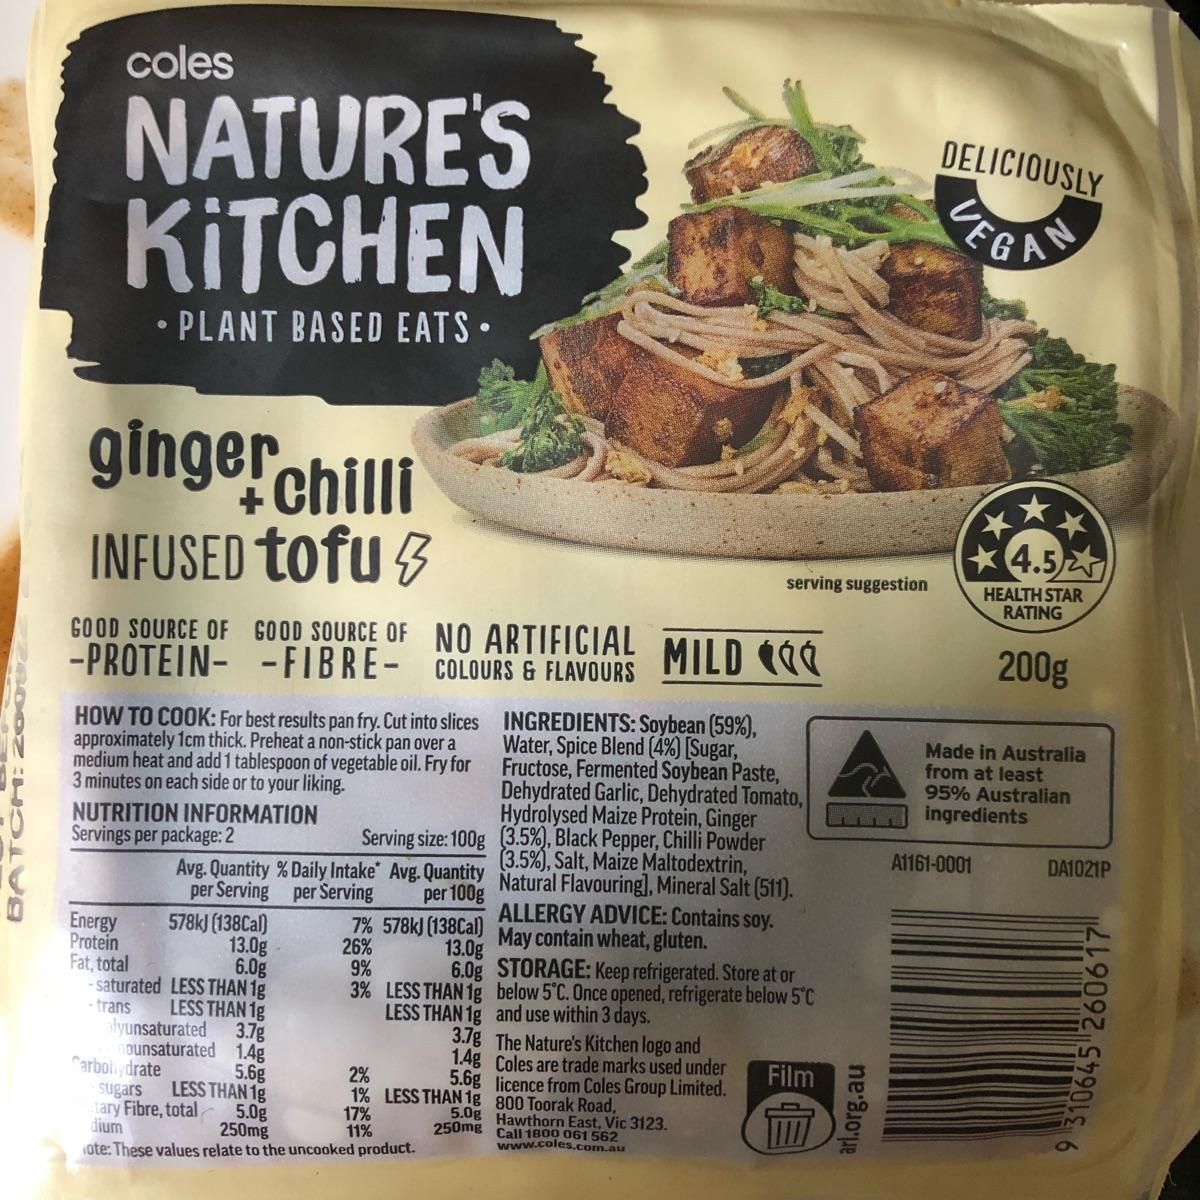 coles
NATURE'S
KiTCHEN
• PLANT BASED EATS •
DELICIOUSLY
VEGAN
ginger
+ chilli
INFUSED tofu
serving suggestion
4.5
HEALTH STAR
RATING
GOOD SOURCE OF
-PROTEIN-
GOOD SOURCE OF
-FIBRE-
NO ARTIFICIAL
COLOURS & FLAVOURS
MILD
200g
HOW TO COOK: For best results pan fry. Cut into slices
approximately 1cm thick. Preheat a non-stick pan over a
medium heat and add 1 tablespoon of vegetable oil. Fry for
3 minutes on each side or to your liking.
NUTRITION INFORMATION
Servings per package: 2 Serving size: 100g
Avg. Quantity % Daily Intake* Avg. Quantity
per Serving per Serving per 100g
Energy 578kJ (138Cal) 7% 578kJ (138Cal)
Protein 13.0g 26% 13.0g
Fat, total 6.0g 9% 6.0g
- saturated LESS THAN 1g 3% LESS THAN 1g
- trans LESS THAN 1g LESS THAN 1g
lyunsaturated 3.7g 3.7g
nounsaturated 1.4g 1.4g
Carbohydrate 5.6g 2% 5.6g
- sugars LESS THAN 1g 1% LESS THAN 1g
tary Fibre, total 5.0g 17% 5.0g
dium 250mg 11% 250mg
ote: These values relate to the uncooked product.
INGREDIENTS: Soybean (59%),
Water, Spice Blend (4%) [Sugar,
Fructose, Fermented Soybean Paste,
Dehydrated Garlic, Dehydrated Tomato,
Hydrolysed Maize Protein, Ginger
(3.5%), Black Pepper, Chilli Powder
(3.5%), Salt, Maize Maltodextrin,
Natural Flavouring], Mineral Salt (511).
ALLERGY ADVICE: Contains soy.
May contain wheat, gluten.
STORAGE: Keep refrigerated. Store at or
below 5°C. Once opened, refrigerate below 5°C
and use within 3 days.
The Nature's Kitchen logo and
Coles are trade marks used under
licence from Coles Group Limited.
800 Toorak Road,
Hawthorn East, Vic 3123.
Call 1800 061 562
www.coles.com.au
Made in Australia
from at least
95% Australian
ingredients
A1161-0001 DA1021P
Film
arl.org.au
9 310645 260617
BATCH: